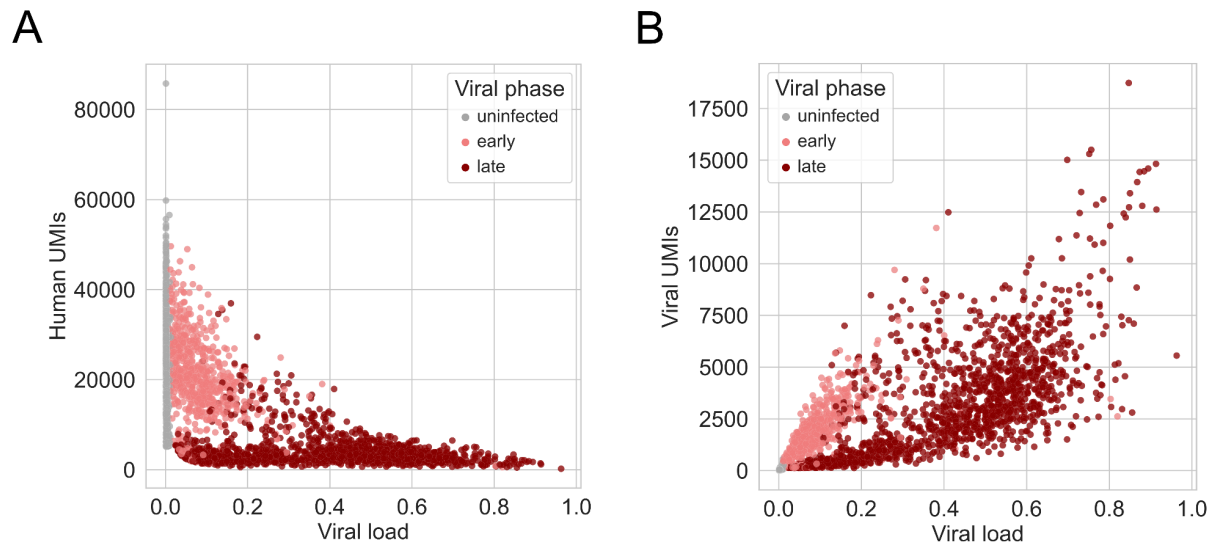 A
Human UMIs
80000
60000
40000
20000
0
0.0 0.2 0.4 0.6 0.8 1.0
Viral load
Viral phase
uninfected
early
late
B
Viral UMIs
17500
15000
12500
10000
7500
5000
2500
0
0.0 0.2 0.4 0.6 0.8 1.0
Viral load
Viral phase
uninfected
early
late